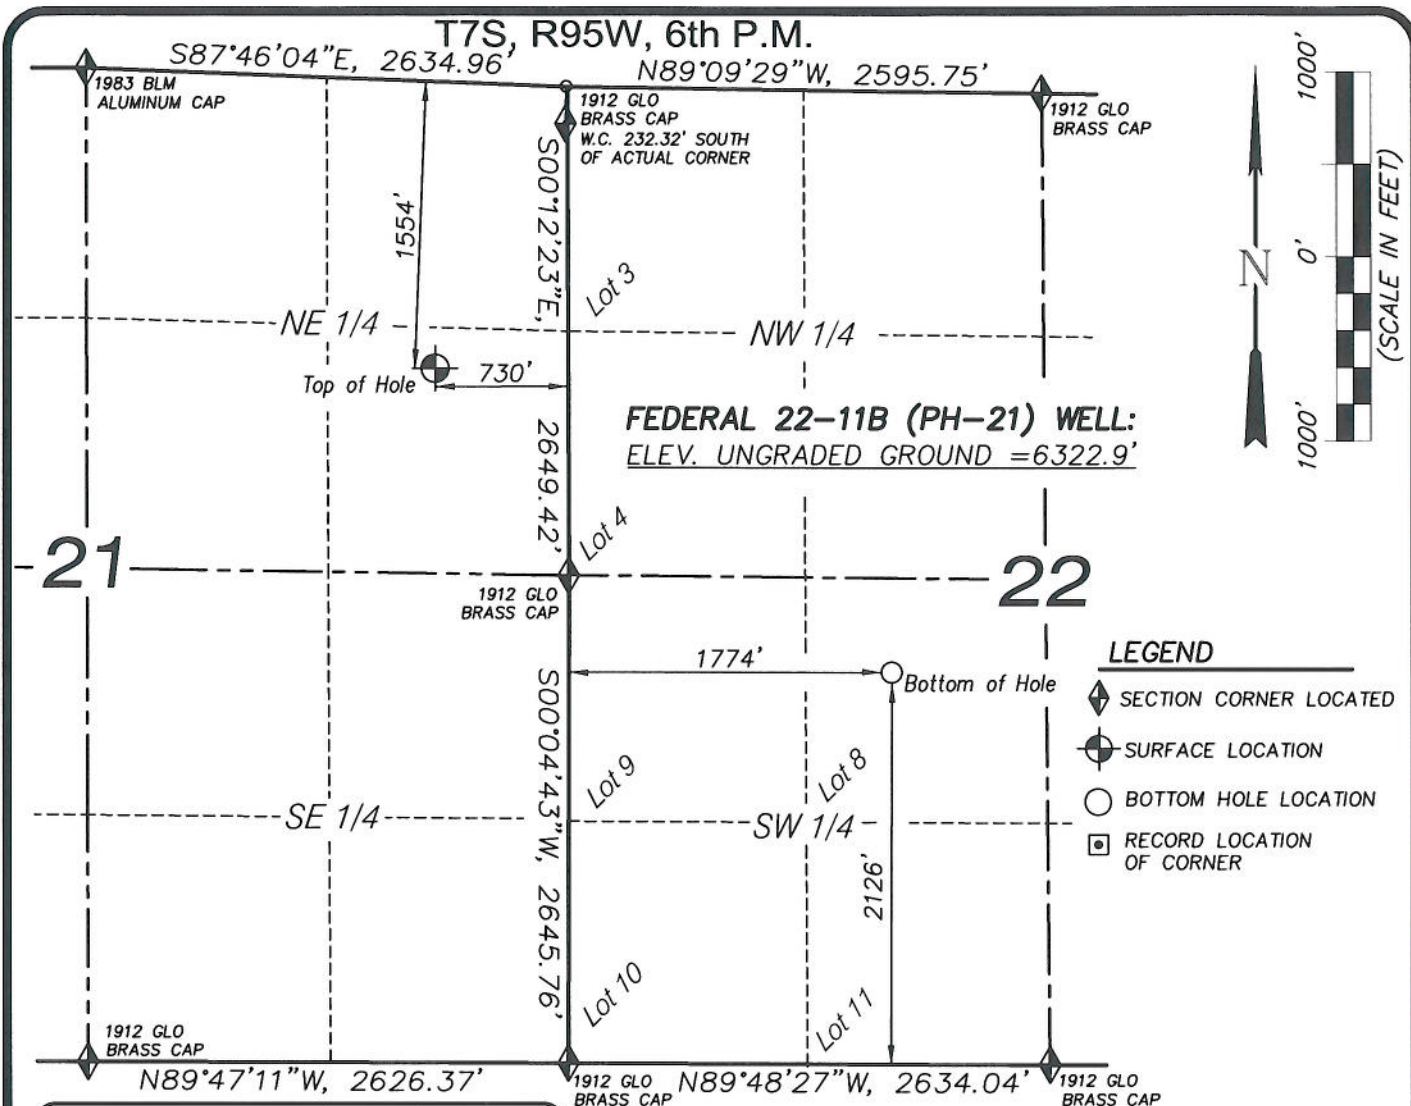 T7S, R95W, 6th P.M.
S87°46'04"E, 2634.96'
N89°09'29"W, 2595.75'
1983 BLM
ALUMINUM CAP
1912 GLO
BRASS CAP
W.C. 232.32' SOUTH
OF ACTUAL CORNER
1912 GLO
BRASS CAP
1000'
0'
1000'
(SCALE IN FEET)
N
1554'
S00°12'23"E, 2649.42'
Lot 3
NE 1/4
NW 1/4
Top of Hole
730'
FEDERAL 22-11B (PH-21) WELL:
ELEV. UNGRADED GROUND =6322.9'
Lot 4
21
22
1912 GLO
BRASS CAP
1774'
Bottom of Hole
S00°04'43"W, 2645.76'
Lot 9
Lot 8
SE 1/4
SW 1/4
2126'
Lot 10
Lot 11
LEGEND
SECTION CORNER LOCATED
SURFACE LOCATION
BOTTOM HOLE LOCATION
RECORD LOCATION
OF CORNER
1912 GLO
BRASS CAP
N89°47'11"W, 2626.37'
1912 GLO
BRASS CAP
N89°48'27"W, 2634.04'
1912 GLO
BRASS CAP